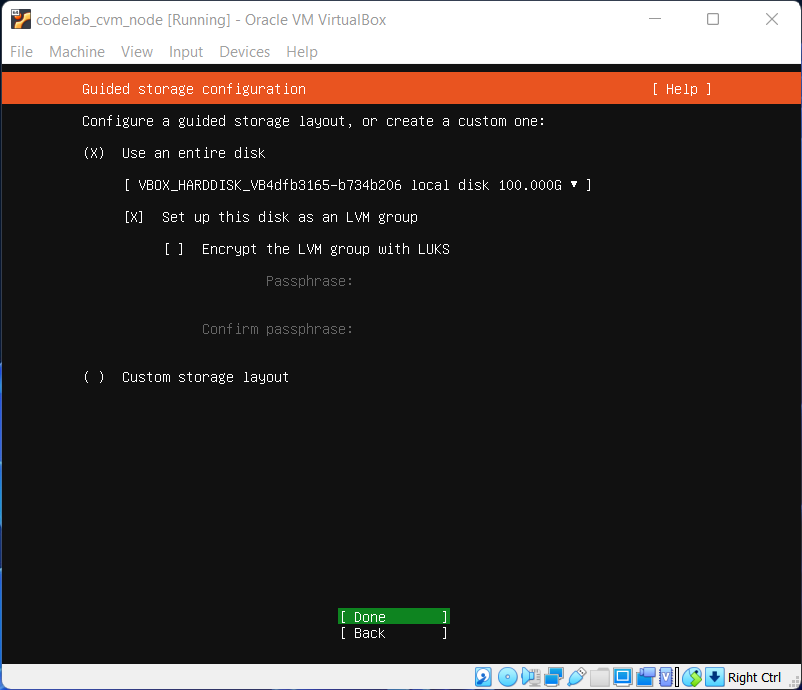 codelab_cvm_node [Running] - Oracle VM VirtualBox
File Machine View Input Devices Help
Guided storage configuration [ Help ]
Configure a guided storage layout, or create a custom one:
(X) Use an entire disk
[ VBOX_HARDDISK_VB4dfb3165-b734b206 local disk 100.000G ▾ ]
[X] Set up this disk as an LVM group
[ ] Encrypt the LVM group with LUKS
Passphrase:
Confirm passphrase:
( ) Custom storage layout
[ Done ]
[ Back ]
Right Ctrl